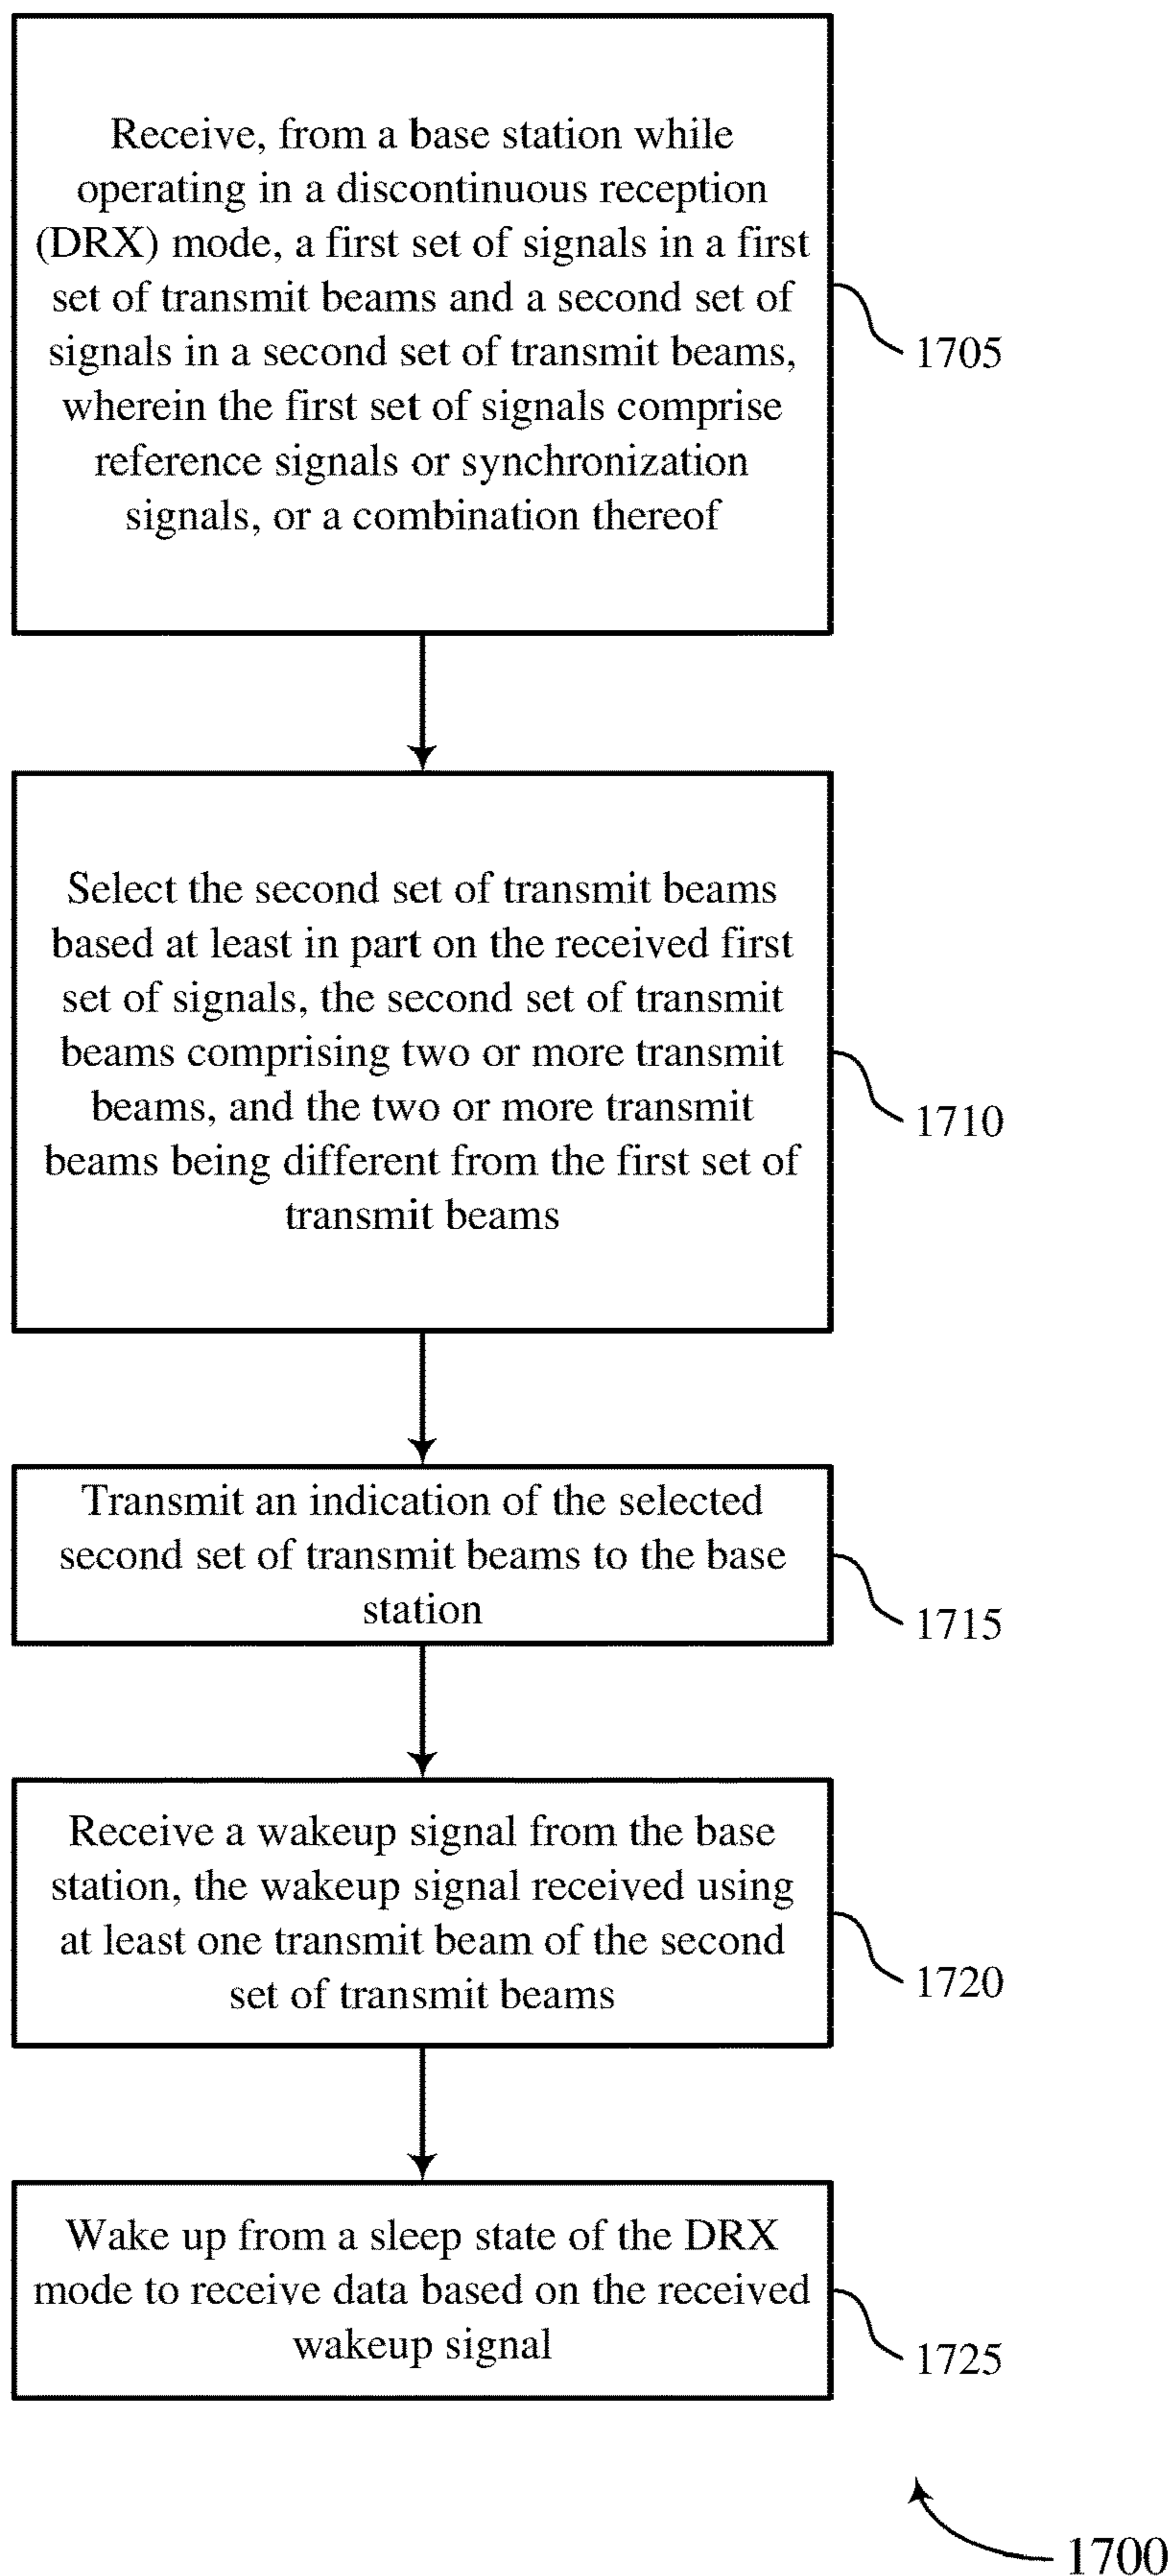 Receive, from a base station while
operating in a discontinuous reception
(DRX) mode, a first set of signals in a first
set of transmit beams and a second set of
signals in a second set of transmit beams,
wherein the first set of signals comprise
reference signals or synchronization
signals, or a combination thereof
1705
Select the second set of transmit beams
based at least in part on the received first
set of signals, the second set of transmit
beams comprising two or more transmit
beams, and the two or more transmit
beams being different from the first set of
transmit beams
1710
Transmit an indication of the selected
second set of transmit beams to the base
station
1715
Receive a wakeup signal from the base
station, the wakeup signal received using
at least one transmit beam of the second
set of transmit beams
1720
Wake up from a sleep state of the DRX
mode to receive data based on the received
wakeup signal
1725
1700